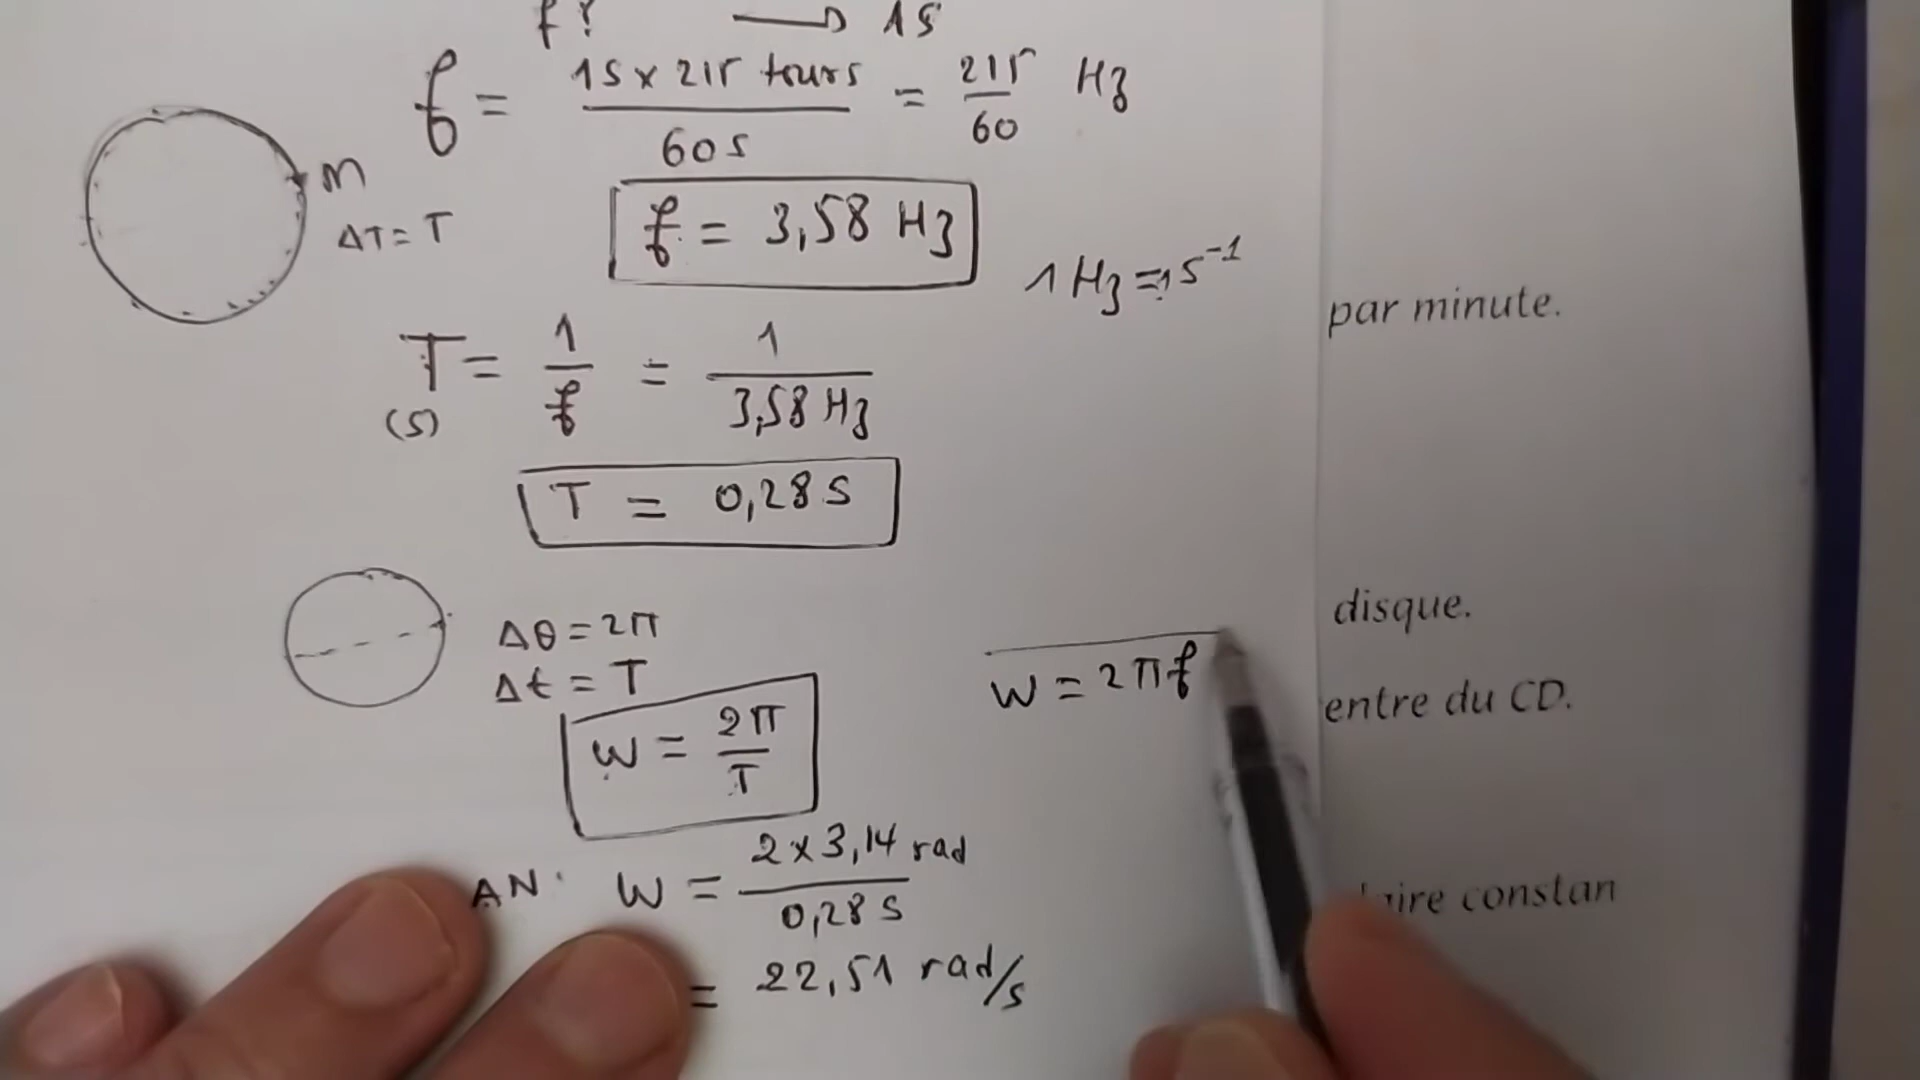 f? → 1s
f = 1s x 215 tours / 60s = 215 / 60 Hz
m
ΔT = T
f = 3,58 Hz
1 Hz = 1 s⁻¹
par minute.
T = 1 / f = 1 / 3,58 Hz
(s)
T = 0,28 s
disque.
Δθ = 2π
Δt = T
ω = 2πf
entre du CD.
ω = 2π / T
AN: ω = 2 x 3,14 rad / 0,28 s
constan
= 22,51 rad/s